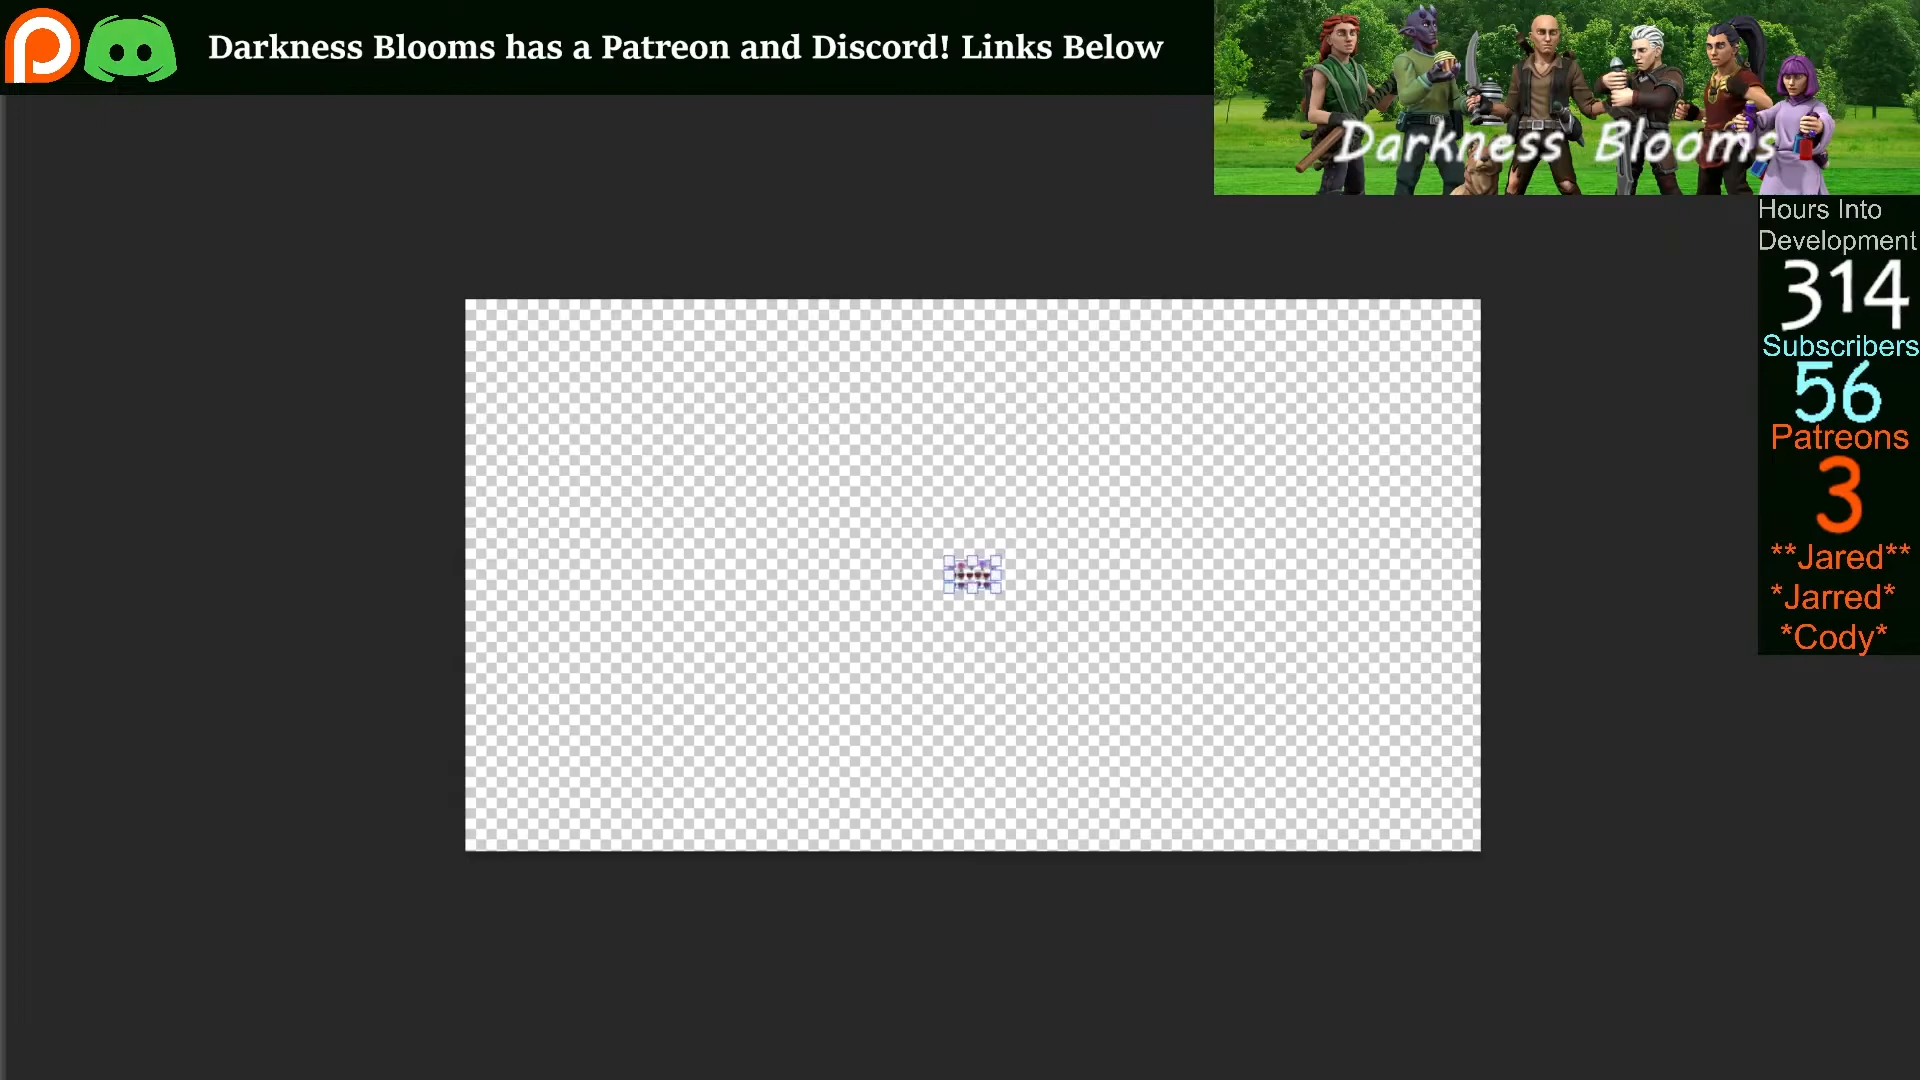 Darkness Blooms has a Patreon and Discord! Links Below
Darkness Blooms
Hours Into
Development
314
Subscribers
56
Patreons
3
**Jared**
*Jarred*
*Cody*